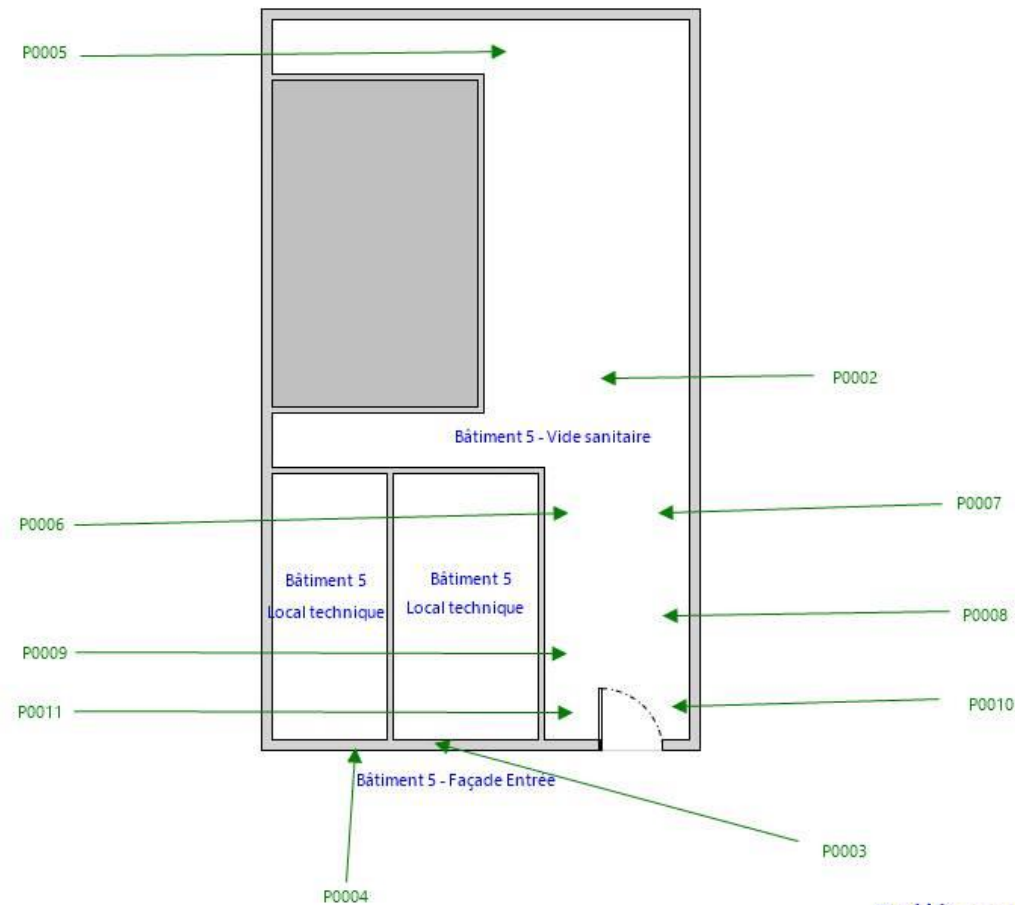 P0005
P0002
Bâtiment 5 - Vide sanitaire
P0007
P0006
Bâtiment 5
Local technique
Bâtiment 5
Local technique
P0008
P0009
P0010
P0011
Bâtiment 5 - Façade Entrée
P0003
P0004